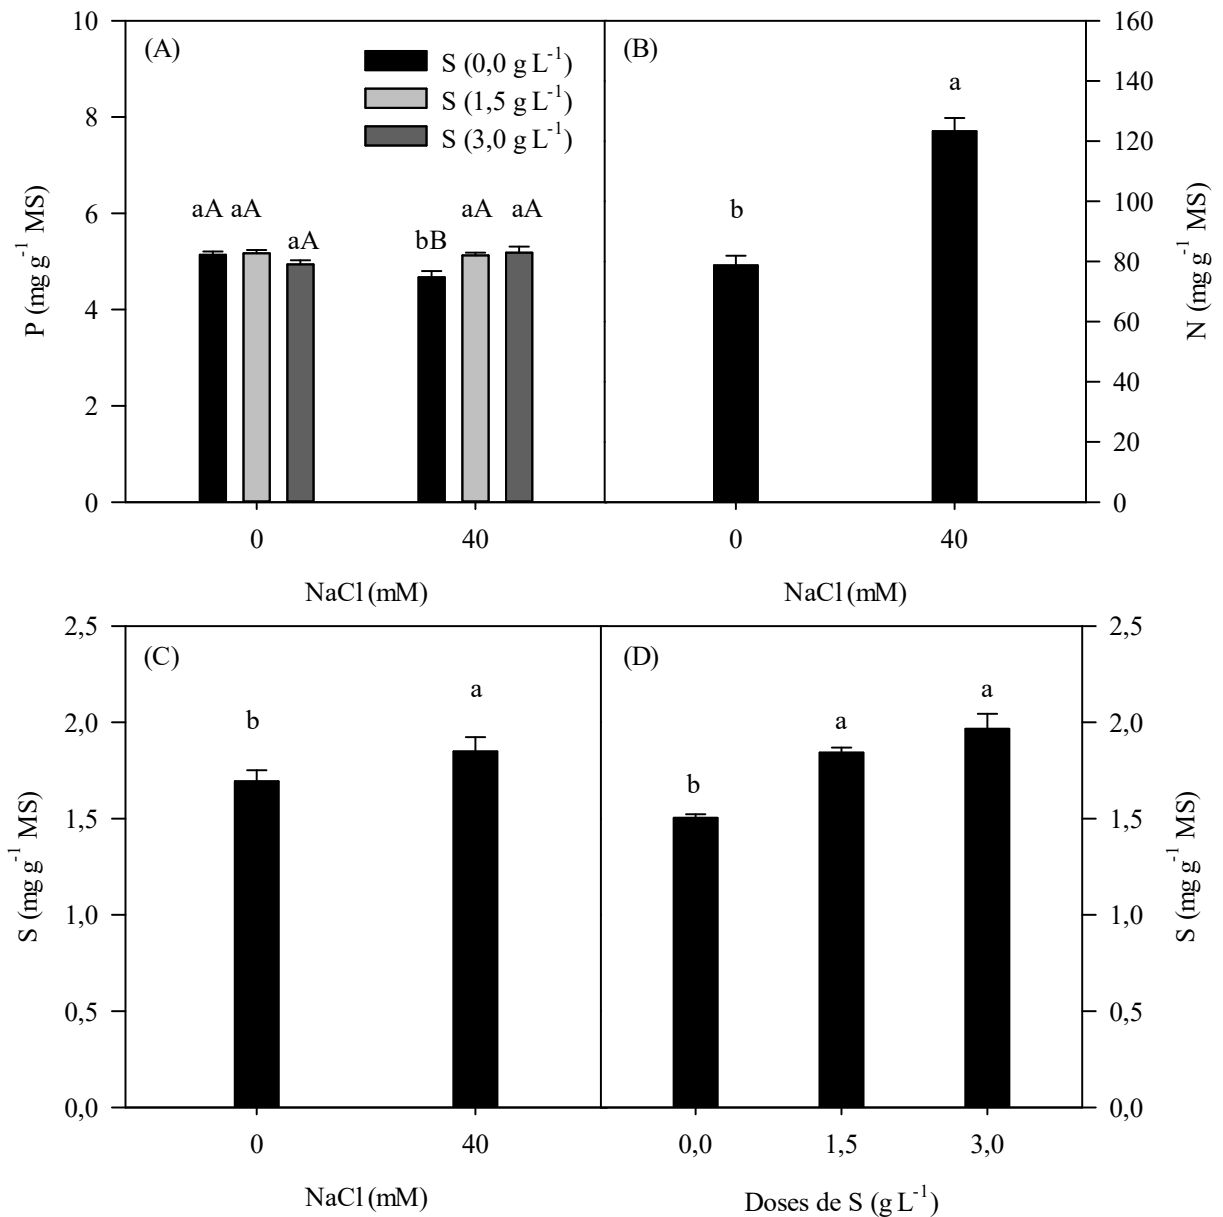 (A)
S (0,0 g L⁻¹)
S (1,5 g L⁻¹)
S (3,0 g L⁻¹)
10
8
6
4
2
0
P (mg g⁻¹ MS)
aA aA
aA
bB
aA
aA
0
40
NaCl (mM)
(B)
b
a
160
140
120
100
80
60
40
20
0
N (mg g⁻¹ MS)
0
40
NaCl (mM)
(C)
2,5
2,0
1,5
1,0
0,5
0,0
S (mg g⁻¹ MS)
b
a
0
40
NaCl (mM)
(D)
b
a
a
2,5
2,0
1,5
1,0
0,5
0,0
S (mg g⁻¹ MS)
0,0
1,5
3,0
Doses de S (g L⁻¹)